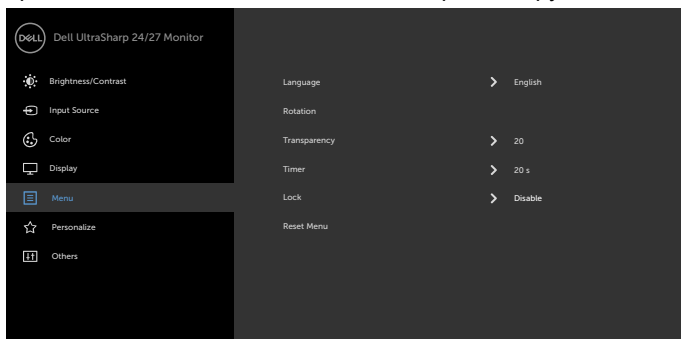 DELL Dell UltraSharp 24/27 Monitor
Brightness/Contrast
Input Source
Color
Display
Menu
Personalize
Others
Language English
Rotation
Transparency 20
Timer 20 s
Lock Disable
Reset Menu